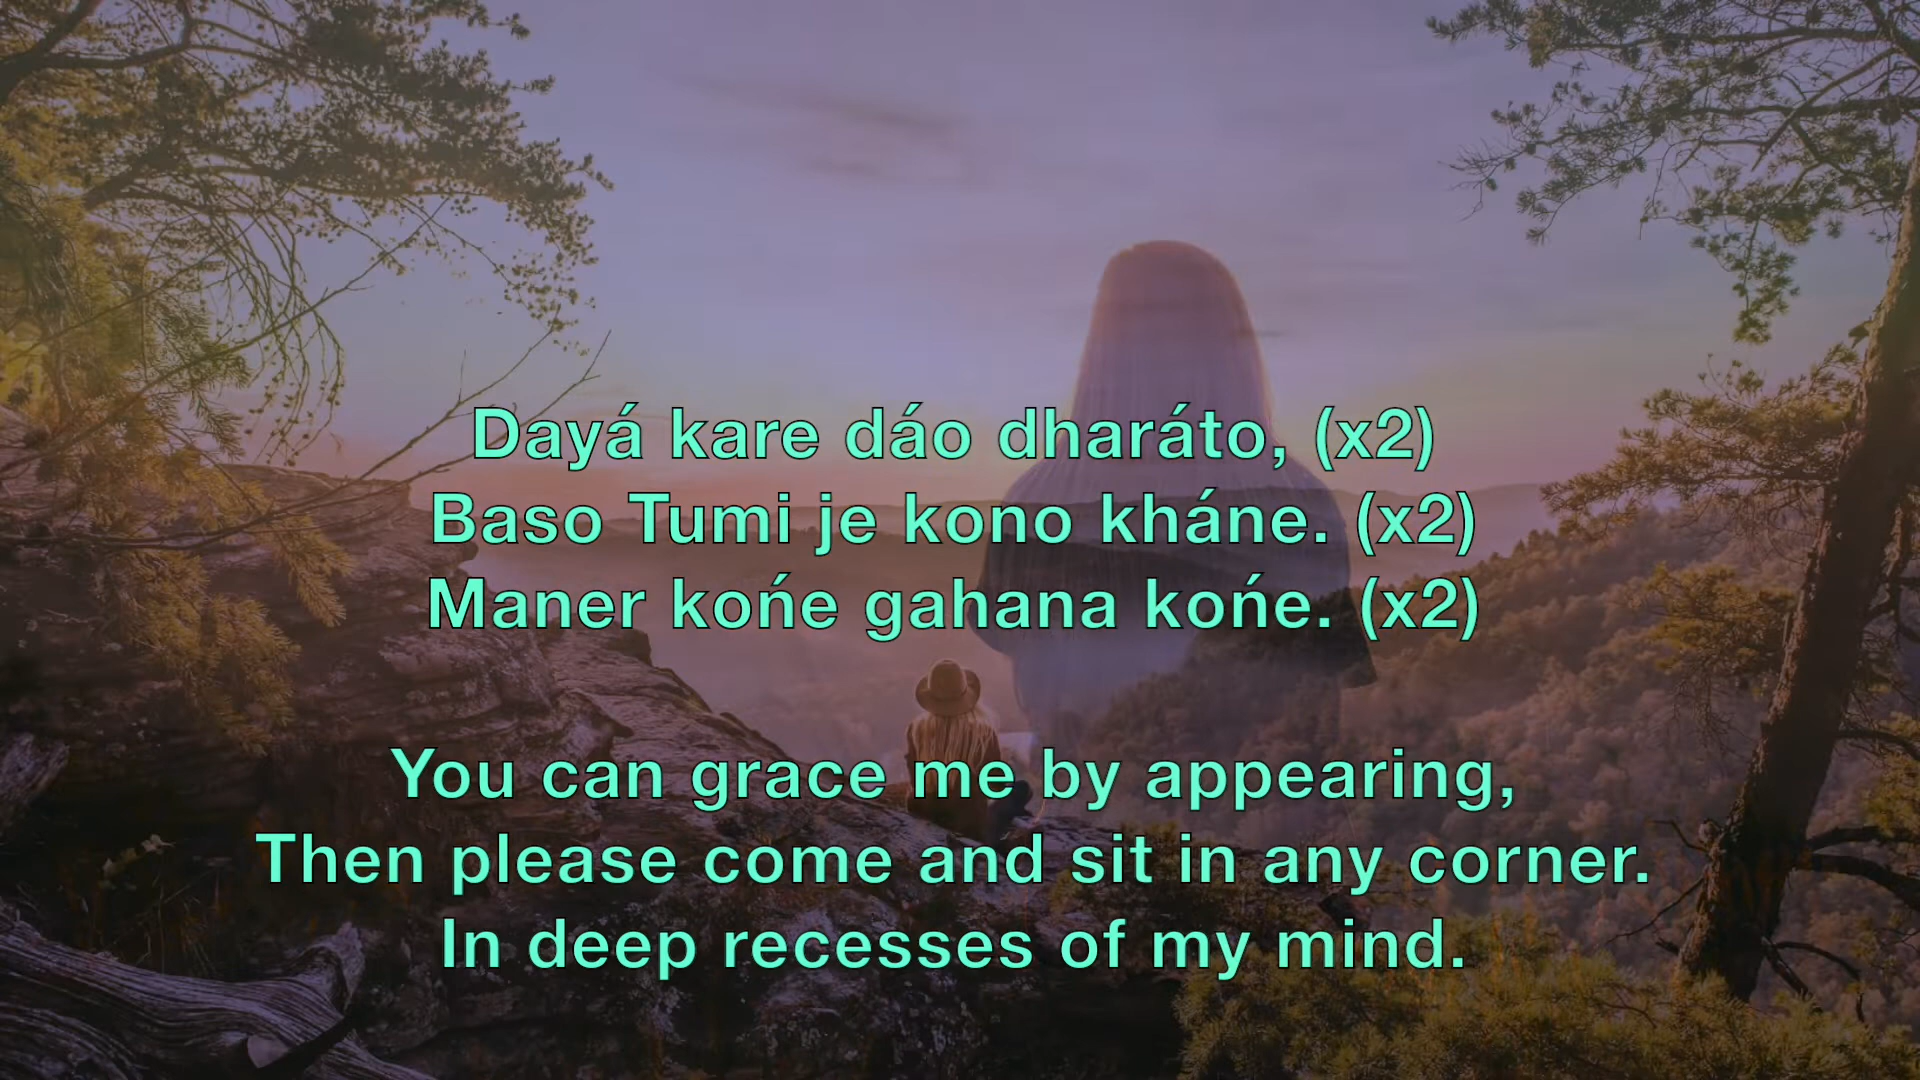 Dayá kare dáo dharáto, (x2)
Baso Tumi je kono kháne. (x2)
Maner końe gahana końe. (x2)
You can grace me by appearing,
Then please come and sit in any corner.
In deep recesses of my mind.